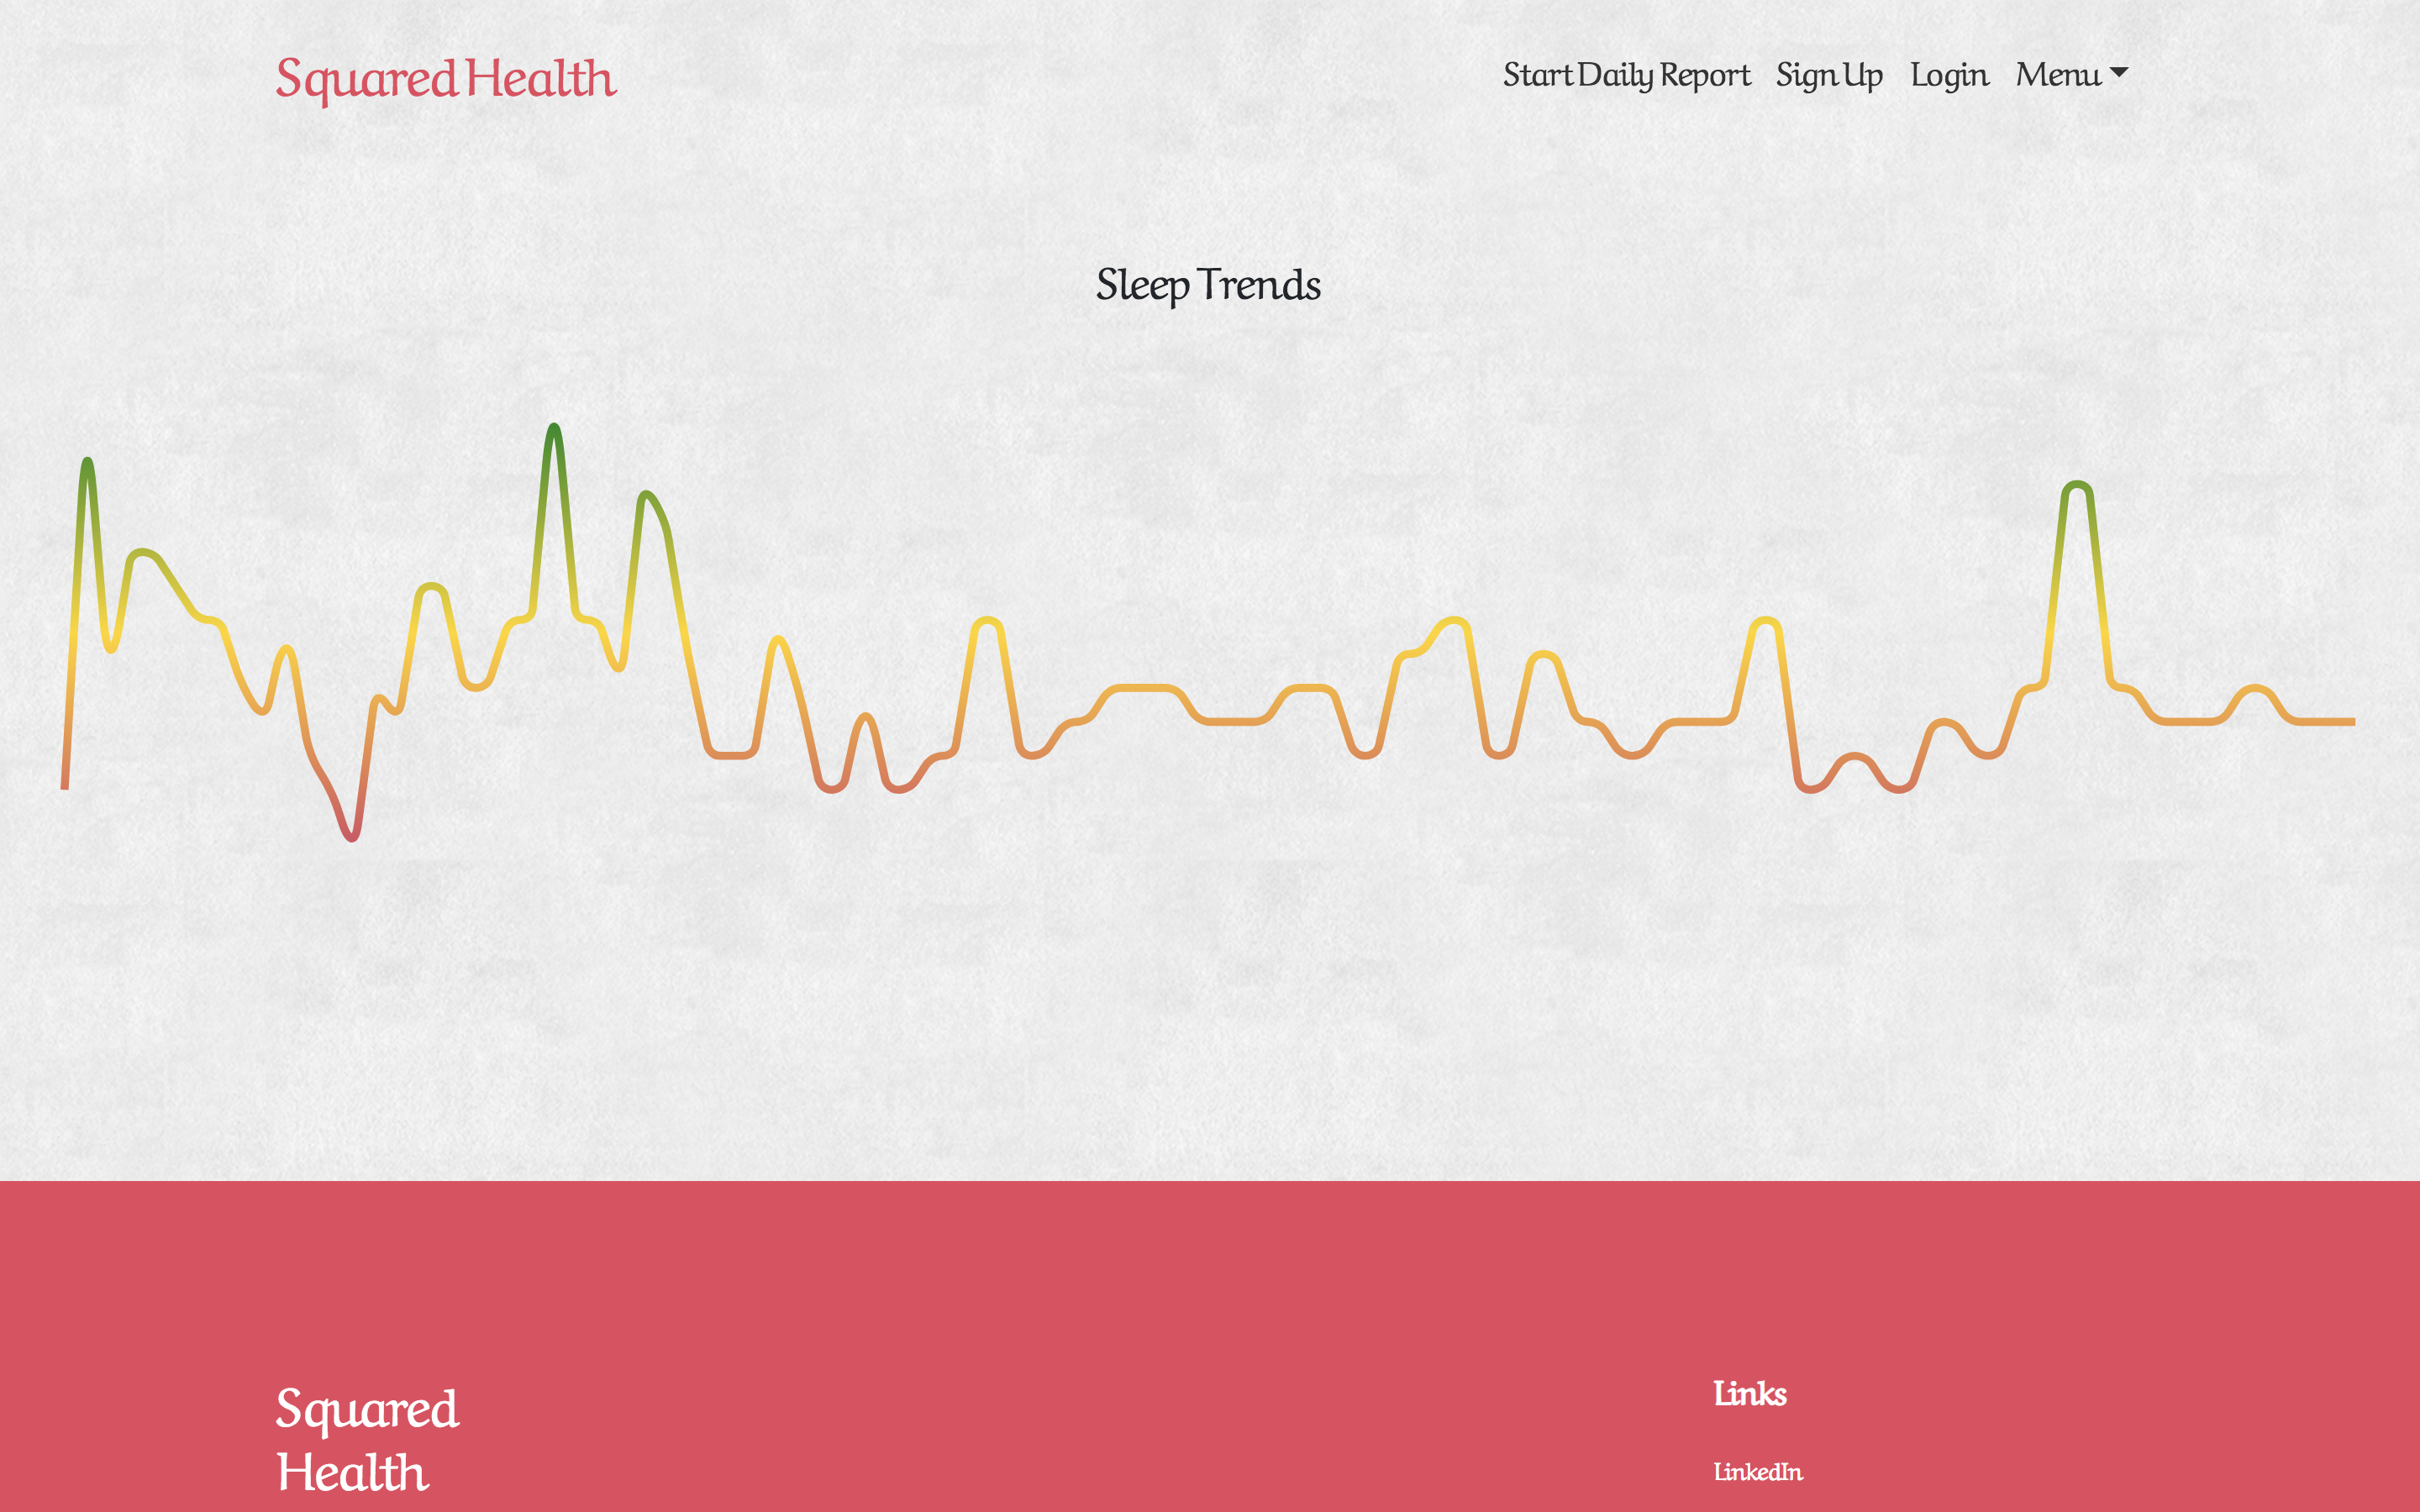 Squared Health
Start Daily Report Sign Up Login Menu
Sleep Trends
Squared
Health
Links
LinkedIn